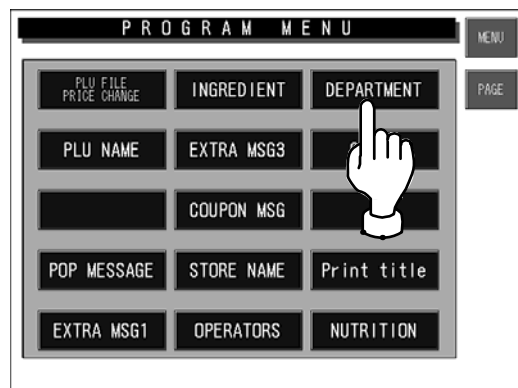 PROGRAM MENU
MENU
PLU FILE
PRICE CHANGE
INGREDIENT
DEPARTMENT
PAGE
PLU NAME
EXTRA MSG3
COUPON MSG
POP MESSAGE
STORE NAME
Print title
EXTRA MSG1
OPERATORS
NUTRITION